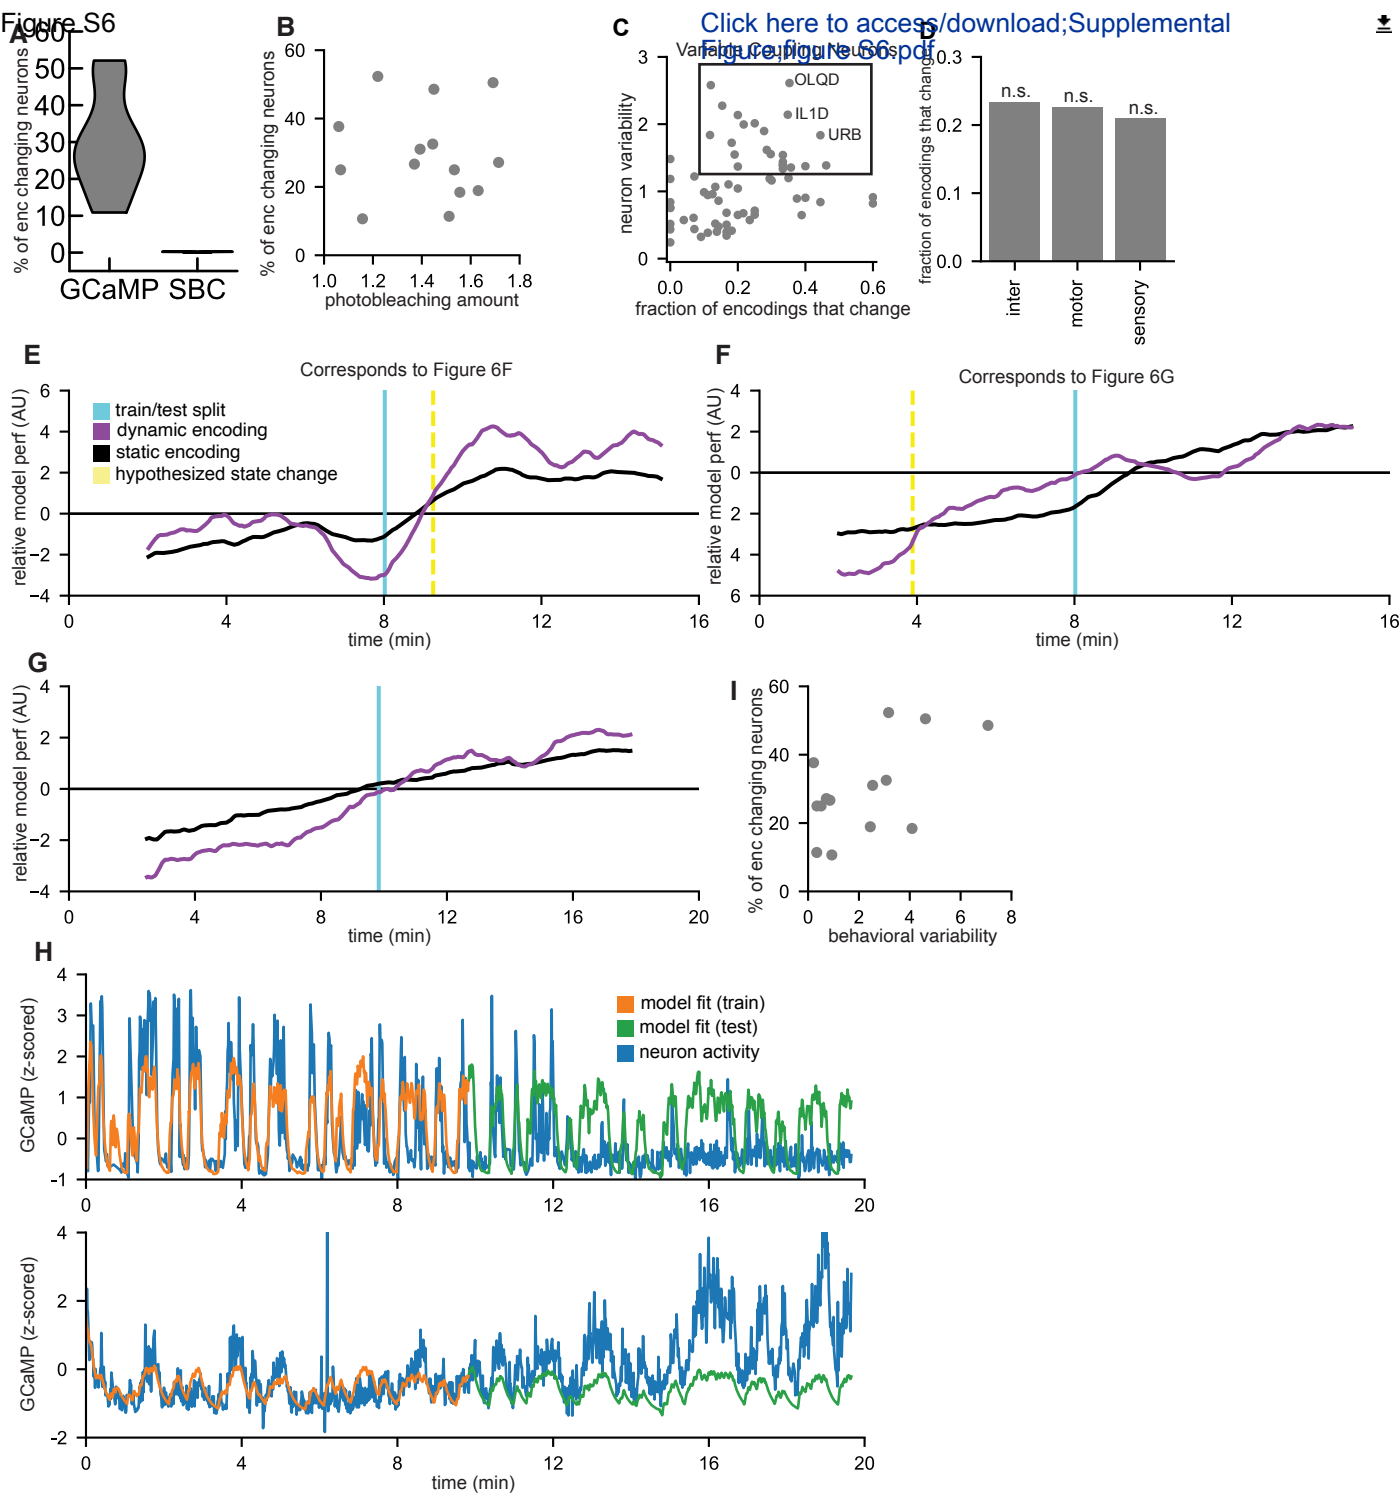 Figure S6
Click here to access/download;Supplemental
Figure;figure S6.pdf
A
% of enc changing neurons
60
50
40
30
20
10
0
GCaMP SBC
B
% of enc changing neurons
60
40
20
0
1.0 1.2 1.4 1.6 1.8
photobleaching amount
C
Variable Coupling Neurons
neuron variability
3
2
1
0
OLQD
IL1D
URB
0.0 0.2 0.4 0.6
fraction of encodings that change
D
fraction of encodings that change
0.3
0.2
0.1
0.0
n.s. n.s. n.s.
inter
motor
sensory
E
Corresponds to Figure 6F
relative model perf (AU)
6
4
2
0
−2
−4
train/test split
dynamic encoding
static encoding
hypothesized state change
0 4 8 12 16
time (min)
F
Corresponds to Figure 6G
relative model perf (AU)
4
2
0
2
4
6
0 4 8 12 16
time (min)
G
relative model perf (AU)
4
2
0
−2
−4
0 4 8 12 16 20
time (min)
I
% of enc changing neurons
60
40
20
0
0 2 4 6 8
behavioral variability
H
GCaMP (z-scored)
4
3
2
1
0
-1
model fit (train)
model fit (test)
neuron activity
0 4 8 12 16 20
GCaMP (z-scored)
4
2
0
-2
0 4 8 12 16 20
time (min)